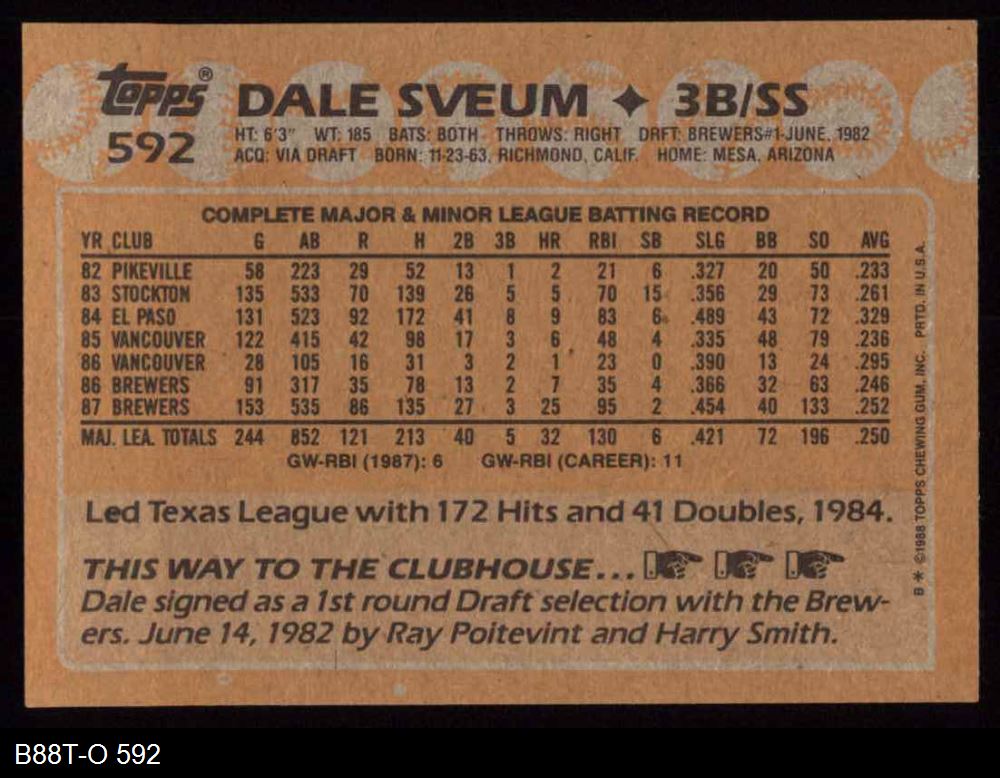 topps® DALE SVEUM ✦ 3B/SS
592 HT: 6'3" WT: 185 BATS: BOTH THROWS: RIGHT DRFT: BREWERS #1-JUNE, 1982
ACQ: VIA DRAFT BORN: 11-23-63, RICHMOND, CALIF. HOME: MESA, ARIZONA
COMPLETE MAJOR & MINOR LEAGUE BATTING RECORD
YR CLUB G AB R H 2B 3B HR RBI SB SLG BB SO AVG
82 PIKEVILLE 58 223 29 52 13 1 2 21 6 .327 20 50 .233
83 STOCKTON 135 533 70 139 26 5 5 70 15 .356 29 73 .261
84 EL PASO 131 523 92 172 41 8 9 83 6 .489 43 72 .329
85 VANCOUVER 122 415 42 98 17 3 6 48 4 .335 48 79 .236
86 VANCOUVER 28 105 16 31 3 2 1 23 0 .390 13 24 .295
86 BREWERS 91 317 35 78 13 2 7 35 4 .366 32 63 .246
87 BREWERS 153 535 86 135 27 3 25 95 2 .454 40 133 .252
MAJ. LEA. TOTALS 244 852 121 213 40 5 32 130 6 .421 72 196 .250
GW-RBI (1987): 6 GW-RBI (CAREER): 11
Led Texas League with 172 Hits and 41 Doubles, 1984.
THIS WAY TO THE CLUBHOUSE...
Dale signed as a 1st round Draft selection with the Brew-
ers. June 14, 1982 by Ray Poitevint and Harry Smith.
B* ©1988 TOPPS CHEWING GUM, INC. PRTD. IN U.S.A.
B88T-O 592